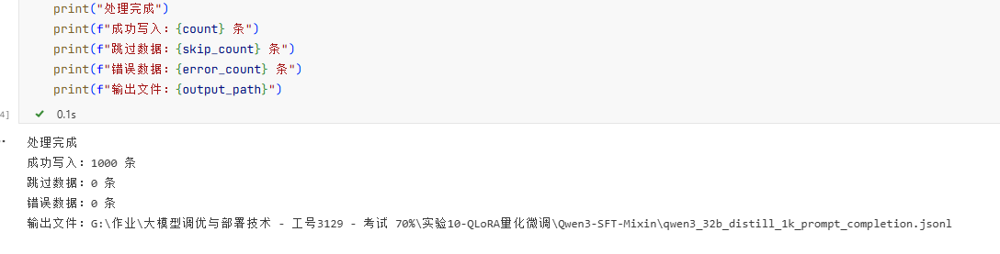 print("处理完成")
print(f"成功写入：{count} 条")
print(f"跳过数据：{skip_count} 条")
print(f"错误数据：{error_count} 条")
print(f"输出文件：{output_path}")
4]
0.1s
处理完成
成功写入：1000 条
跳过数据：0 条
错误数据：0 条
输出文件：G:\作业\大模型调优与部署技术 - 工号3129 - 考试 70%\实验10-QLoRA量化微调\Qwen3-SFT-Mixin\qwen3_32b_distill_1k_prompt_completion.jsonl